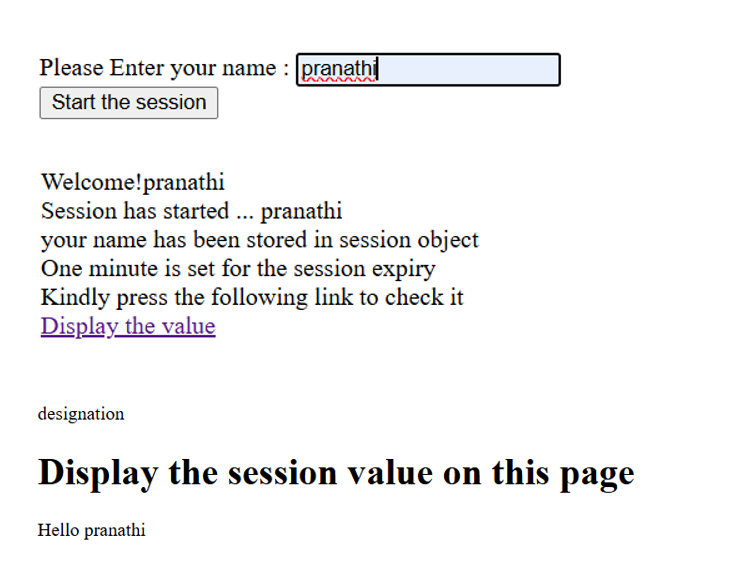 Please Enter your name : pranathi
Start the session
Welcome!pranathi
Session has started ... pranathi
your name has been stored in session object
One minute is set for the session expiry
Kindly press the following link to check it
Display the value
designation
Display the session value on this page
Hello pranathi